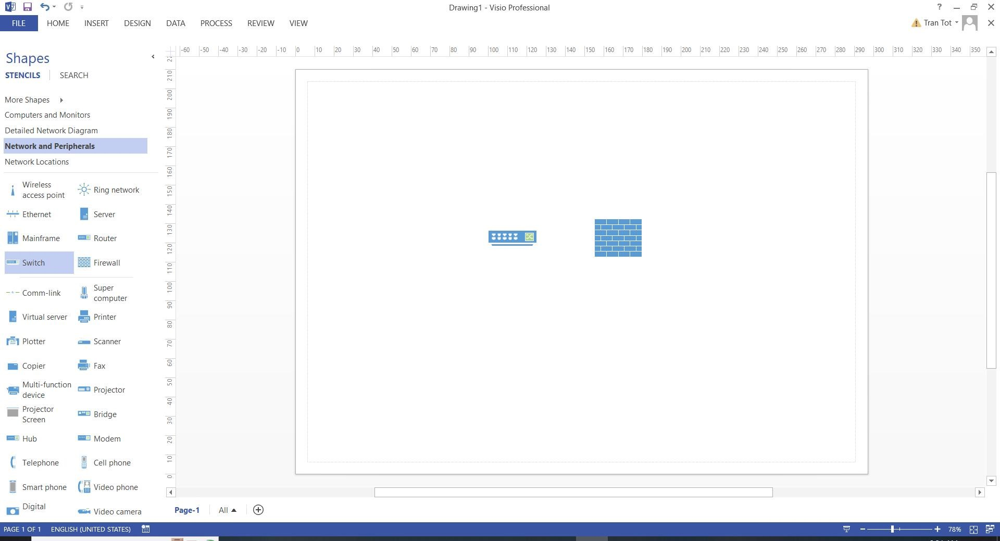 Drawing1 - Visio Professional
?
FILE HOME INSERT DESIGN DATA PROCESS REVIEW VIEW
Tran Tot
Shapes
STENCILS SEARCH
More Shapes
Computers and Monitors
Detailed Network Diagram
Network and Peripherals
Network Locations
Wireless access point
Ring network
Ethernet
Server
Mainframe
Router
Switch
Firewall
Comm-link
Super computer
Virtual server
Printer
Plotter
Scanner
Copier
Fax
Multi-function device
Projector
Projector Screen
Bridge
Hub
Modem
Telephone
Cell phone
Smart phone
Video phone
Digital
Video camera
-60 -50 -40 -30 -20 -10 0 10 20 30 40 50 60 70 80 90 100 110 120 130 140 150 160 170 180 190 200 210 220 230 240 250 260 270 280 290 300 310 320 330 340 350
210
200
190
180
170
160
150
140
130
120
110
100
90
80
70
60
50
40
30
20
10
0
Page-1 All
PAGE 1 OF 1 ENGLISH (UNITED STATES)
78%